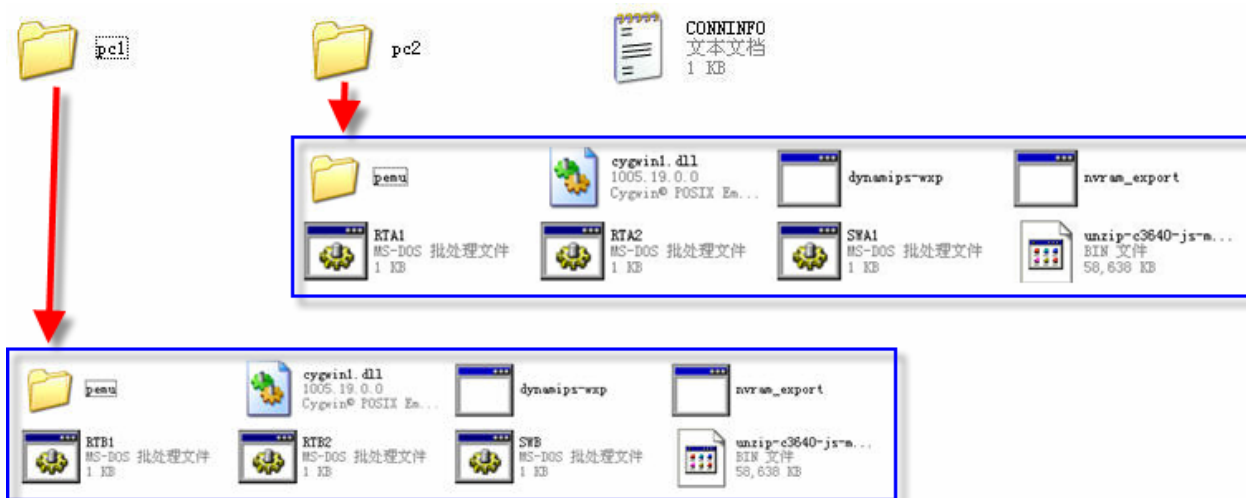 pc1
pc2
CONNINFO
文本文档
1 KB
pemu
cygwin1.dll
1005.19.0.0
Cygwin® POSIX Em...
dynamips-wxp
nvram_export
RTA1
MS-DOS 批处理文件
1 KB
RTA2
MS-DOS 批处理文件
1 KB
SWA1
MS-DOS 批处理文件
1 KB
unzip-c3640-js-m...
BIN 文件
58,638 KB
pemu
cygwin1.dll
1005.19.0.0
Cygwin® POSIX Em...
dynamips-wxp
nvram_export
RTB1
MS-DOS 批处理文件
1 KB
RTB2
MS-DOS 批处理文件
1 KB
SWB
MS-DOS 批处理文件
1 KB
unzip-c3640-js-m...
BIN 文件
58,638 KB